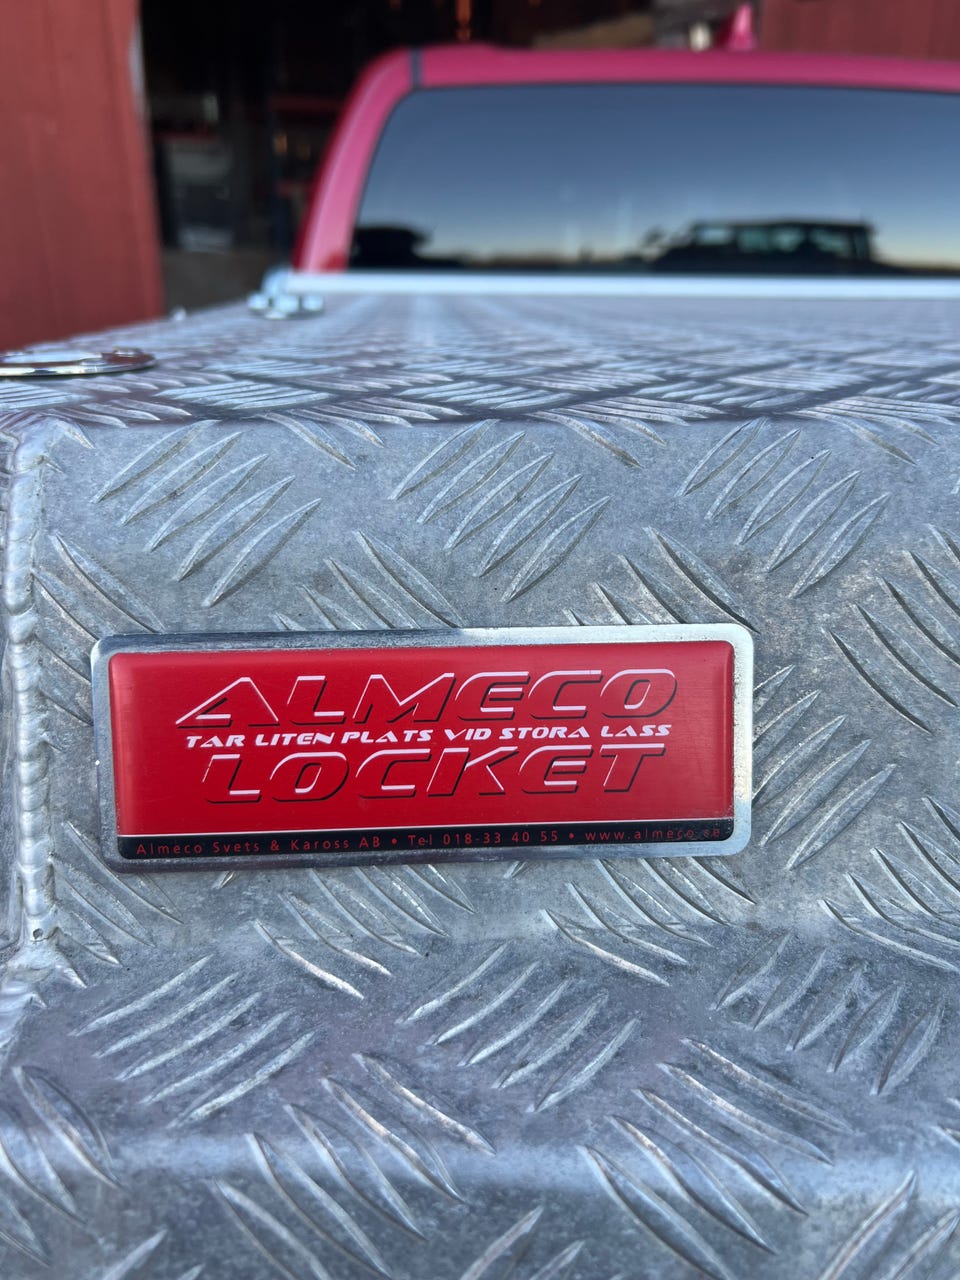 ALMECO
TAR LITEN PLATS VID STORA LASS
LOCKET
Almeco Svets & Kaross AB • Tel 018-33 40 55 • www.almeco.se